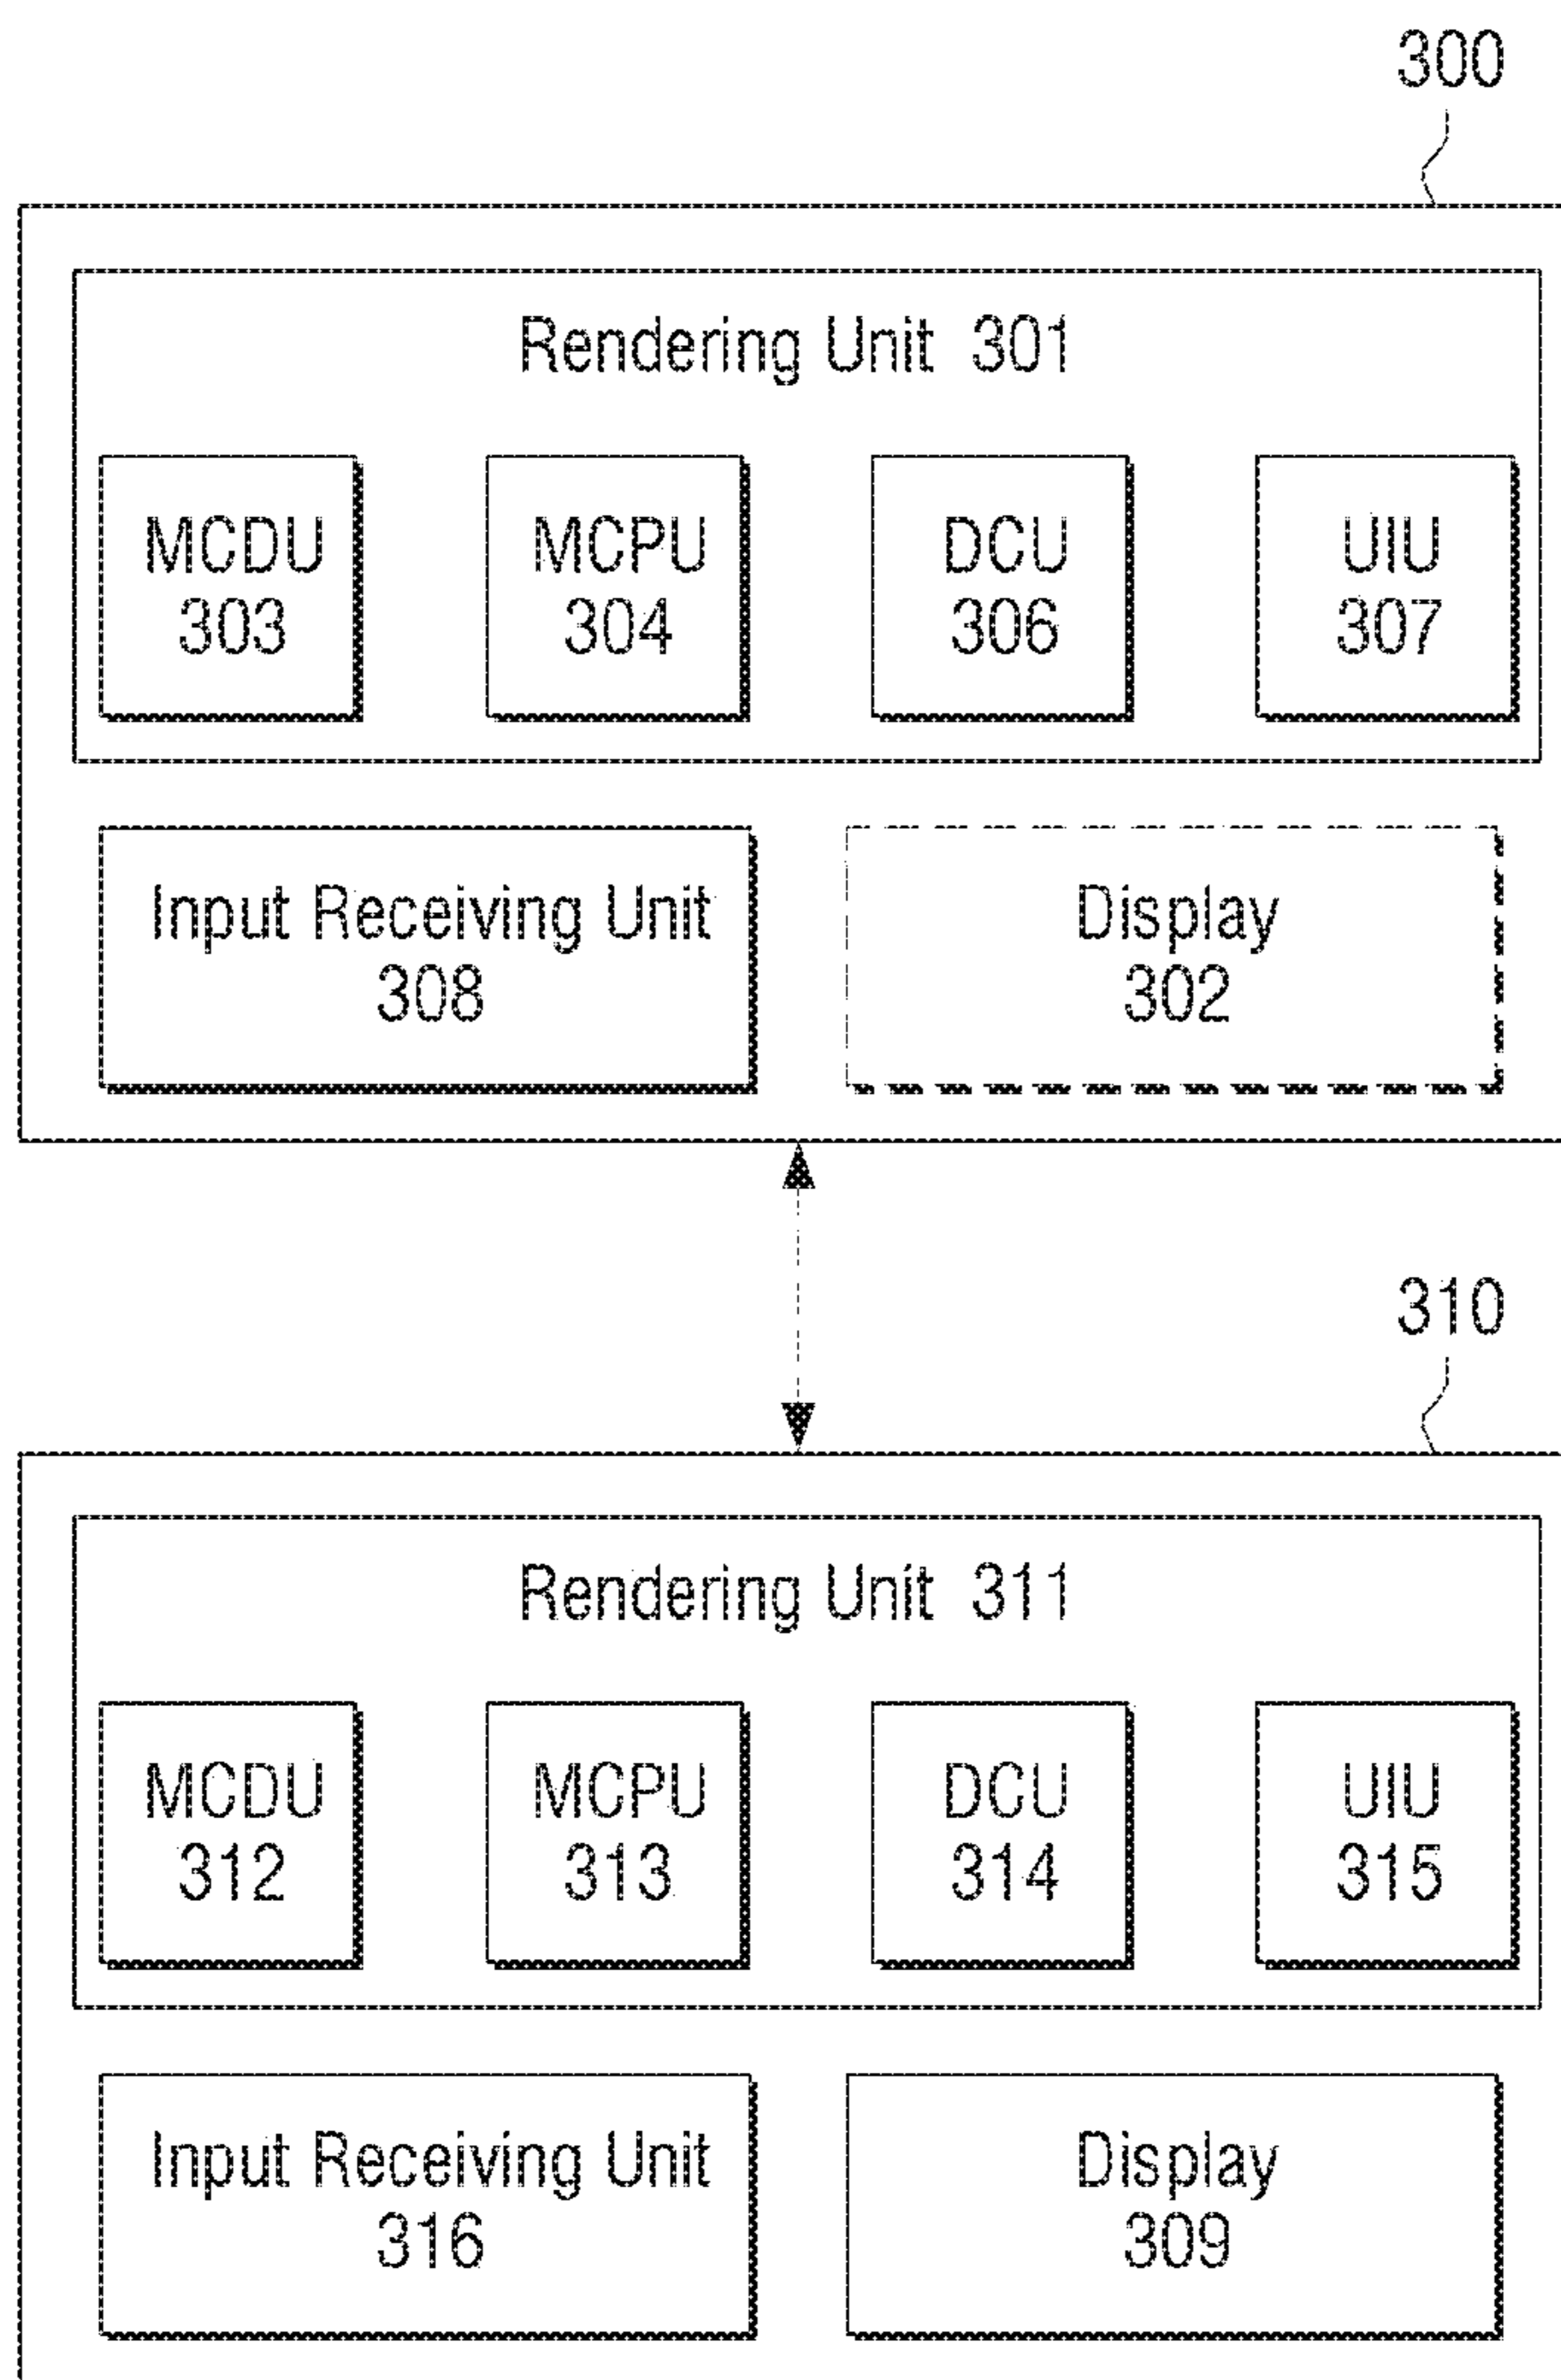 300
Rendering Unit 301
MCDU
303
MCPU
304
DCU
306
UIU
307
Input Receiving Unit
308
Display
302
310
Rendering Unit 311
MCDU
312
MCPU
313
DCU
314
UIU
315
Input Receiving Unit
316
Display
309